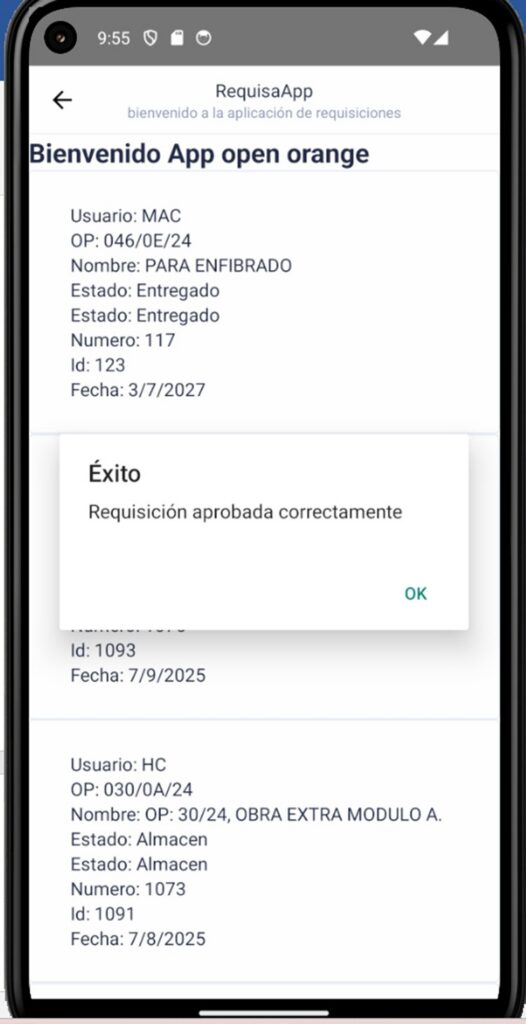 9:55
RequisaApp
bienvenido a la aplicación de requisiciones
Bienvenido App open orange
Usuario: MAC
OP: 046/0E/24
Nombre: PARA ENFIBRADO
Estado: Entregado
Estado: Entregado
Numero: 117
Id: 123
Fecha: 3/7/2027
Éxito
Requisición aprobada correctamente
OK
Id: 1093
Fecha: 7/9/2025
Usuario: HC
OP: 030/0A/24
Nombre: OP: 30/24, OBRA EXTRA MODULO A.
Estado: Almacen
Estado: Almacen
Numero: 1073
Id: 1091
Fecha: 7/8/2025